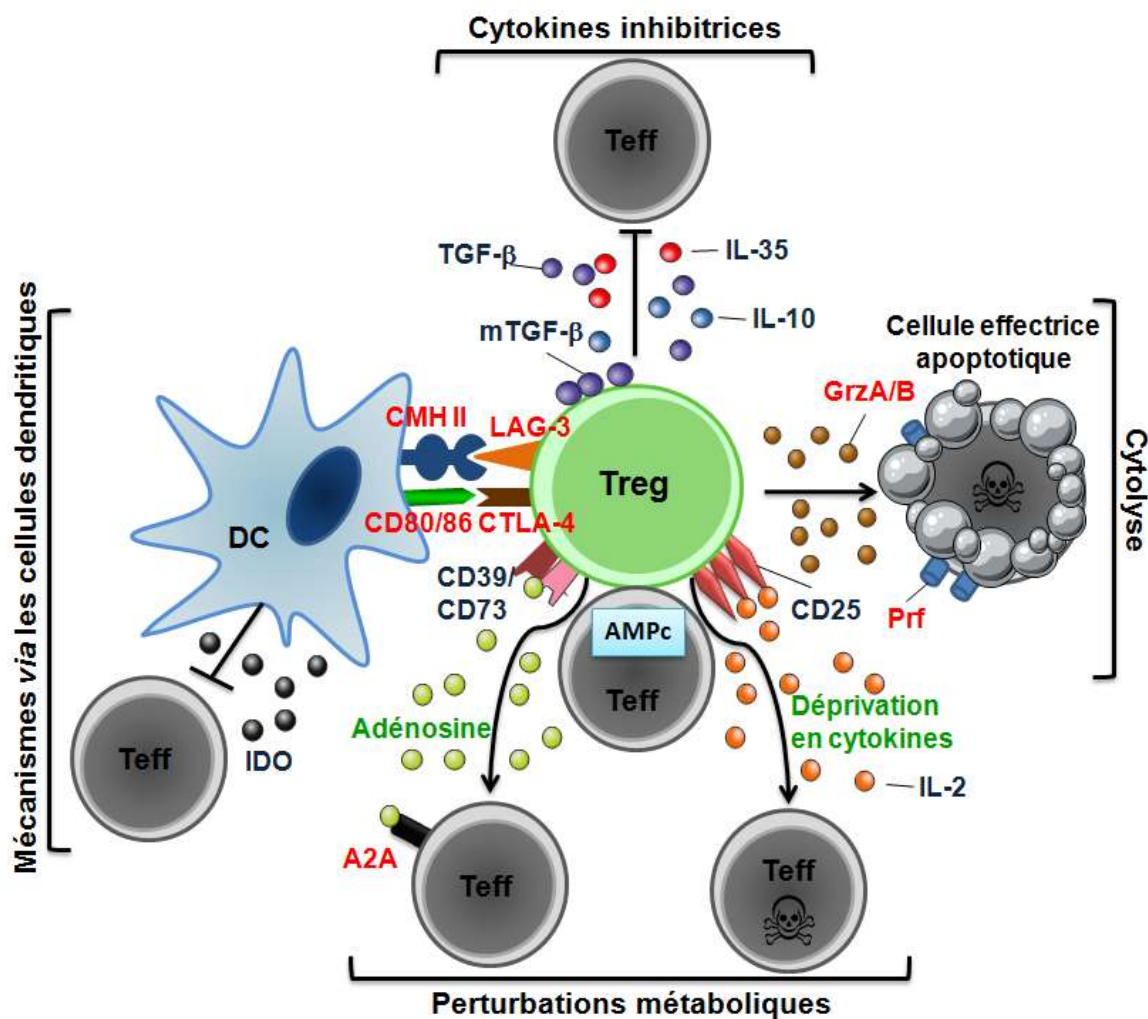 Cytokines inhibitrices
Teff
TGF-β
IL-35
mTGF-β
IL-10
Cellule effectrice
apoptotique
GrzA/B
Cytolyse
Mécanismes via les cellules dendritiques
CMH II
LAG-3
Treg
DC
CD80/86 CTLA-4
CD39/
CD73
CD25
Prf
AMPc
Teff
Adénosine
Déprivation
en cytokines
Teff
IDO
IL-2
A2A
Teff
Teff
Perturbations métaboliques